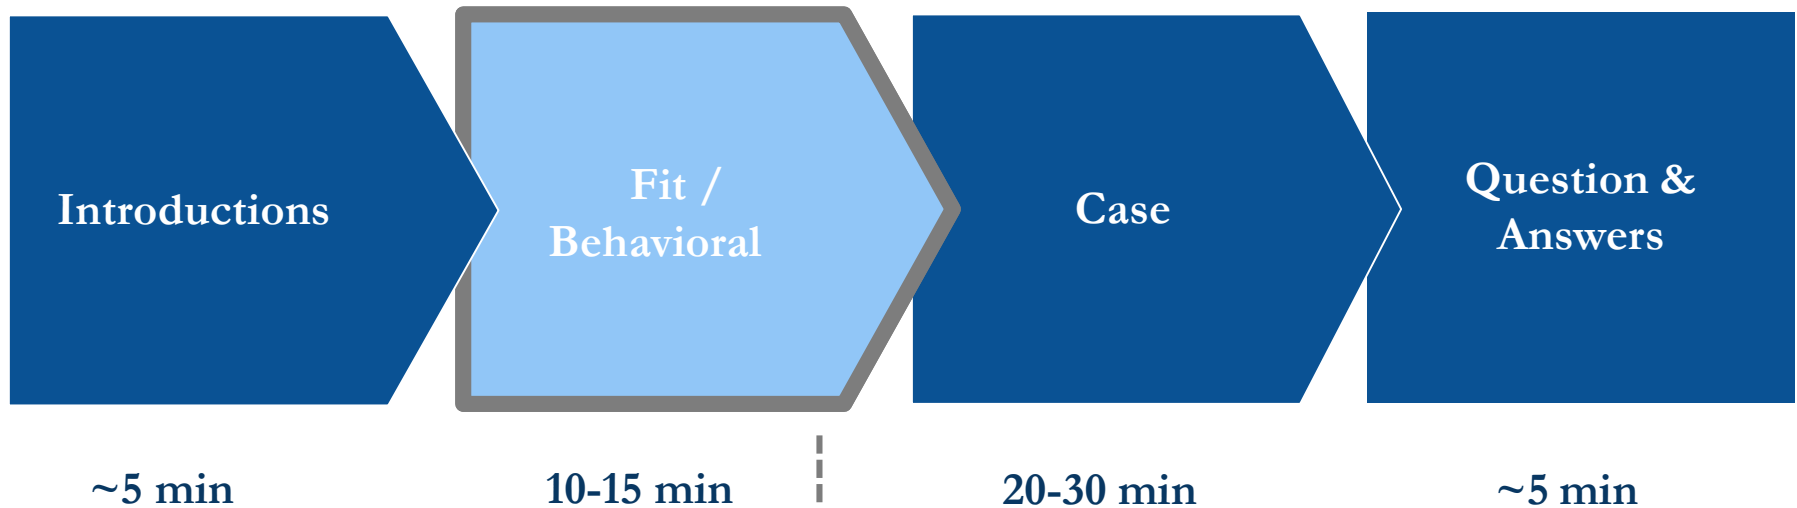 Introductions
Fit /
Behavioral
Case
Question &
Answers
~5 min
10-15 min
20-30 min
~5 min